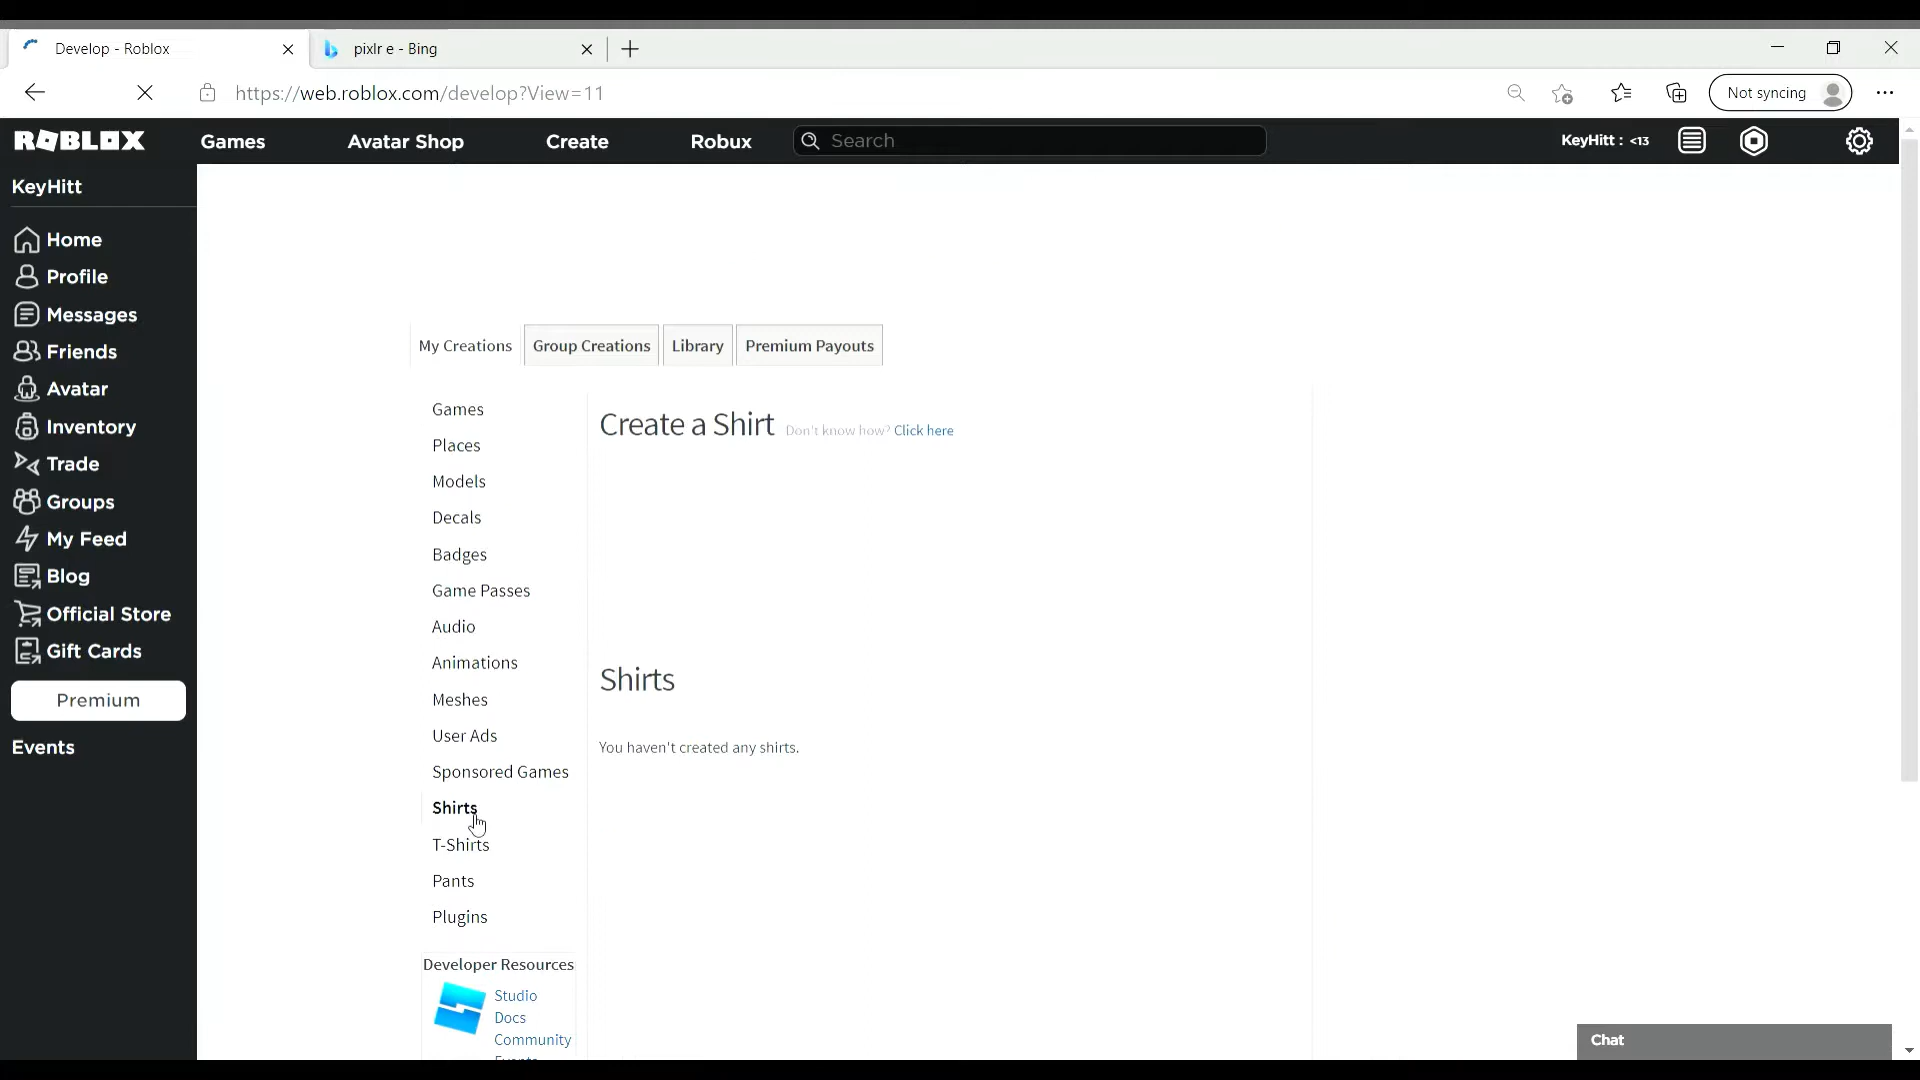 Develop - Roblox
pixlr e - Bing
https://web.roblox.com/develop?View=11
Not syncing
ROBLOX
Games
Avatar Shop
Create
Robux
Search
KeyHitt : <13
KeyHitt
Home
Profile
Messages
Friends
Avatar
Inventory
Trade
Groups
My Feed
Blog
Official Store
Gift Cards
Premium
Events
My Creations
Group Creations
Library
Premium Payouts
Games
Places
Models
Decals
Badges
Game Passes
Audio
Animations
Meshes
User Ads
Sponsored Games
Shirts
T-Shirts
Pants
Plugins
Developer Resources
Studio
Docs
Community
Create a Shirt Don't know how? Click here
Shirts
You haven't created any shirts.
Chat